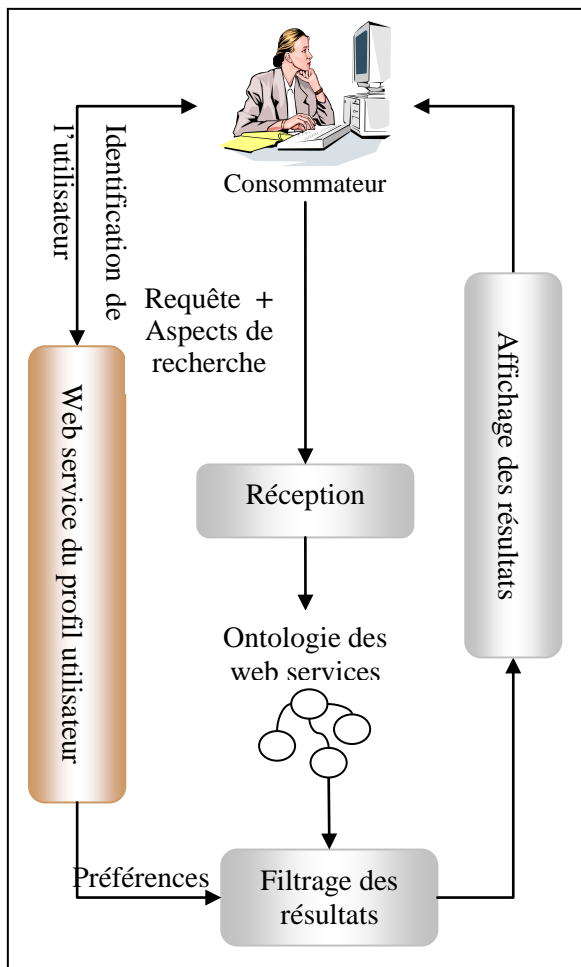 Consommateur
Identification de
l'utilisateur
Requête +
Aspects de
recherche
Web service du profil utilisateur
Réception
Affichage des résultats
Ontologie des
web services
Préférences
Filtrage des
résultats